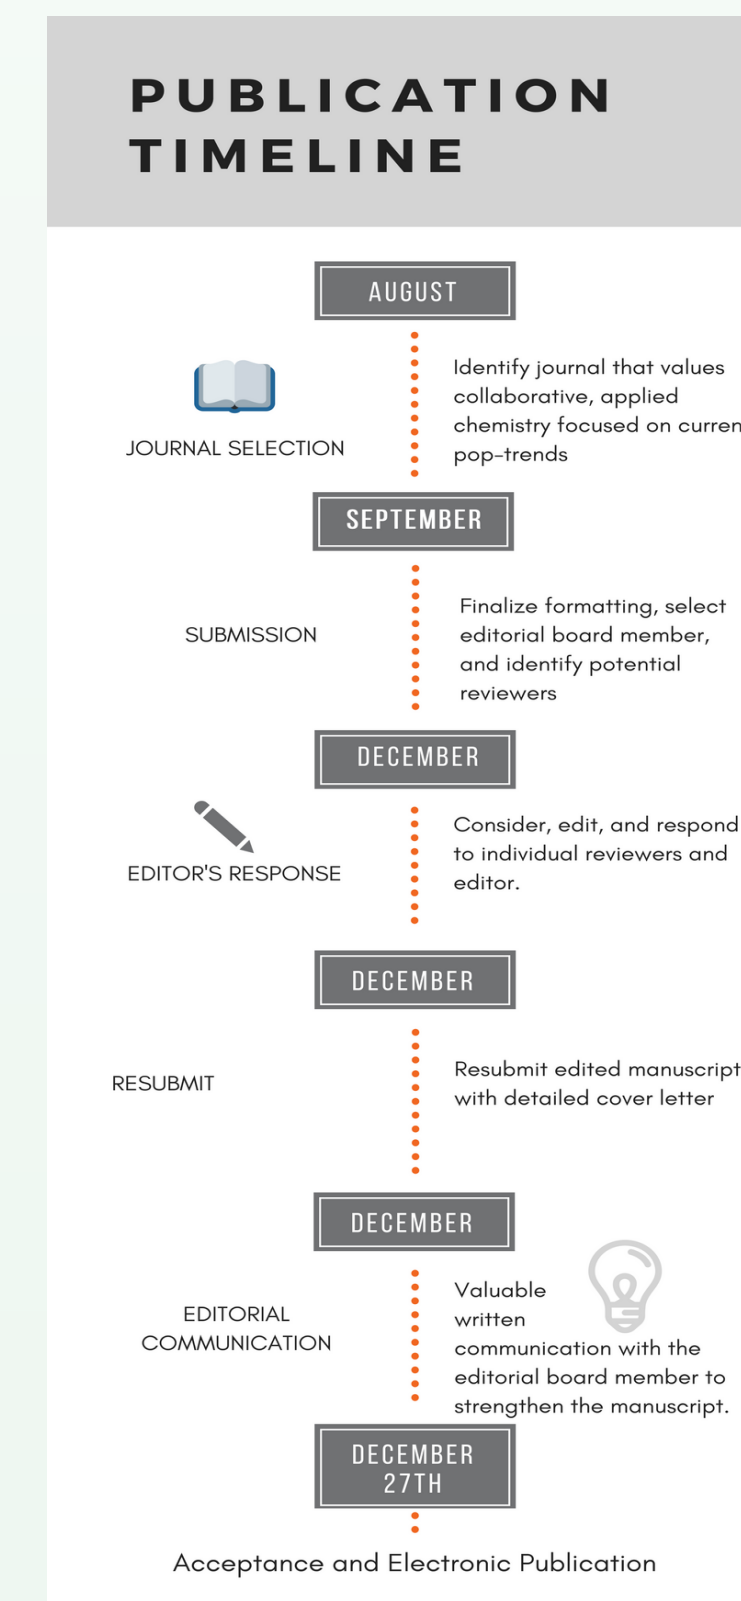 PUBLICATION
TIMELINE
AUGUST
JOURNAL SELECTION
Identify journal that values
collaborative, applied
chemistry focused on curren
pop-trends
SEPTEMBER
SUBMISSION
Finalize formatting, select
editorial board member,
and identify potential
reviewers
DECEMBER
EDITOR'S RESPONSE
Consider, edit, and respond
to individual reviewers and
editor.
DECEMBER
RESUBMIT
Resubmit edited manuscript
with detailed cover letter
DECEMBER
EDITORIAL
COMMUNICATION
Valuable
written
communication with the
editorial board member to
strengthen the manuscript.
DECEMBER
27TH
Acceptance and Electronic Publication